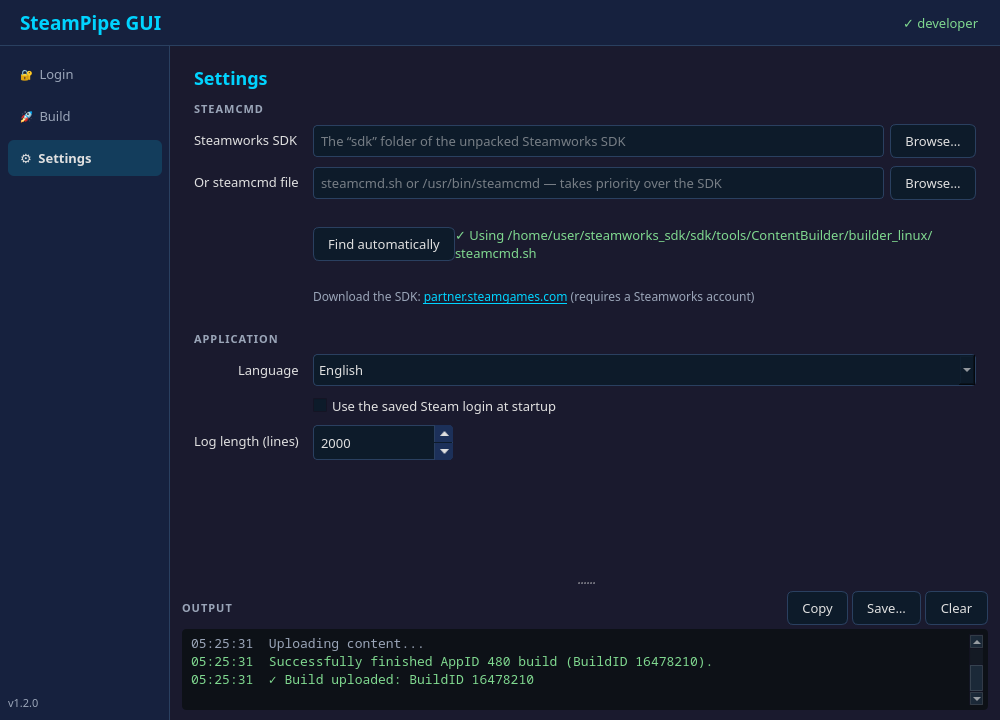 SteamPipe GUI
✓ developer
🔐 Login
🚀 Build
⚙ Settings
Settings
STEAMCMD
Steamworks SDK
The “sdk” folder of the unpacked Steamworks SDK
Browse...
Or steamcmd file
steamcmd.sh or /usr/bin/steamcmd — takes priority over the SDK
Browse...
Find automatically
✓ Using /home/user/steamworks_sdk/sdk/tools/ContentBuilder/builder_linux/
steamcmd.sh
Download the SDK: partner.steamgames.com (requires a Steamworks account)
APPLICATION
Language
English
Use the saved Steam login at startup
Log length (lines)
2000
OUTPUT
Copy
Save...
Clear
05:25:31 Uploading content...
05:25:31 Successfully finished AppID 480 build (BuildID 16478210).
05:25:31 ✓ Build uploaded: BuildID 16478210
v1.2.0